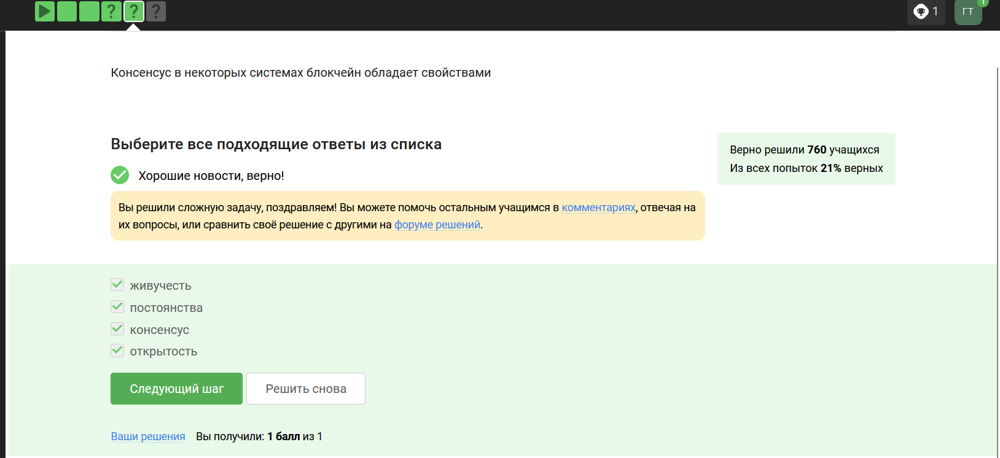 ? ? ?
1
ГТ
1
Консенсус в некоторых системах блокчейн обладает свойствами
Выберите все подходящие ответы из списка
Верно решили 760 учащихся
Из всех попыток 21% верных
Хорошие новости, верно!
Вы решили сложную задачу, поздравляем! Вы можете помочь остальным учащимся в комментариях, отвечая на
их вопросы, или сравнить своё решение с другими на форуме решений.
живучесть
постоянства
консенсус
открытость
Следующий шаг
Решить снова
Ваши решения Вы получили: 1 балл из 1